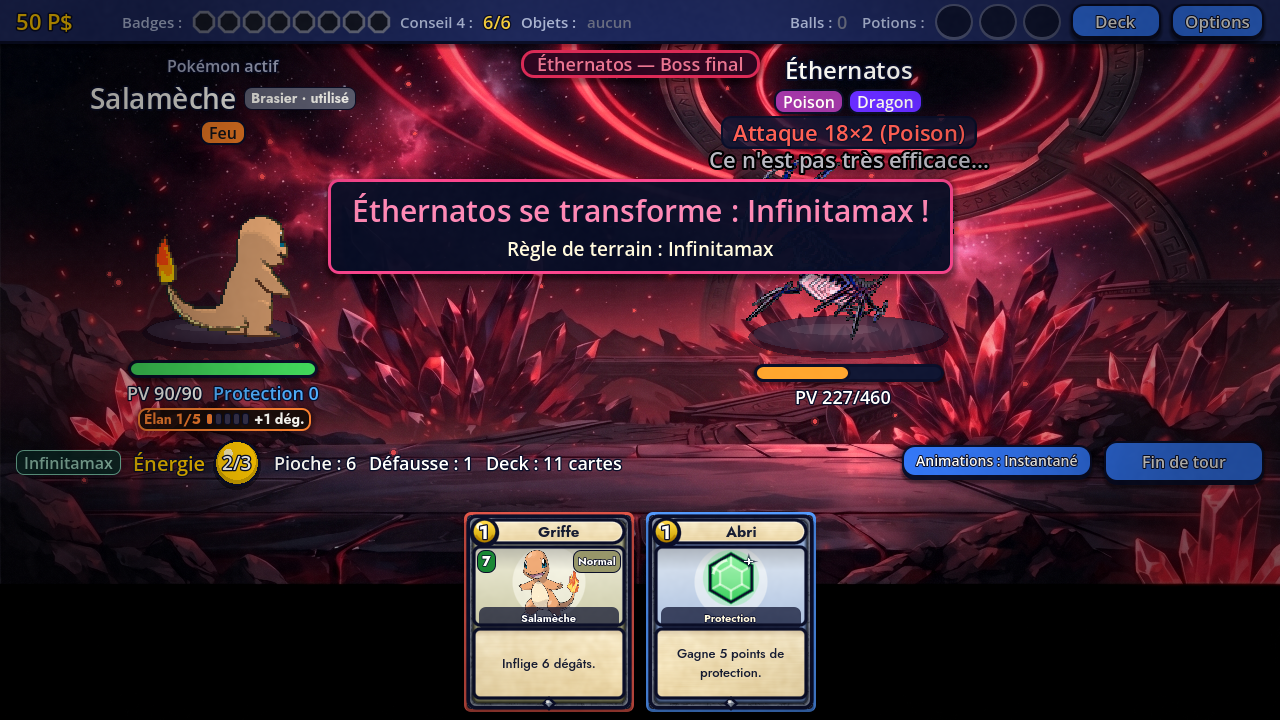 50 P$
Badges :
Conseil 4 : 6/6
Objets : aucun
Balls : 0
Potions :
Deck
Options
Pokémon actif
Salamèche
Brasier · utilisé
Feu
Éthernatos — Boss final
Éthernatos
Poison
Dragon
Attaque 18×2 (Poison)
Ce n'est pas très efficace...
Éthernatos se transforme : Infinitamax !
Règle de terrain : Infinitamax
PV 90/90 Protection 0
Élan 1/5 +1 dég.
PV 227/460
Infinitamax
Énergie 2/3
Pioche : 6 Défausse : 1 Deck : 11 cartes
Animations : Instantané
Fin de tour
1 Griffe
7 Normal
Salamèche
Inflige 6 dégâts.
1 Abri
Protection
Gagne 5 points de
protection.